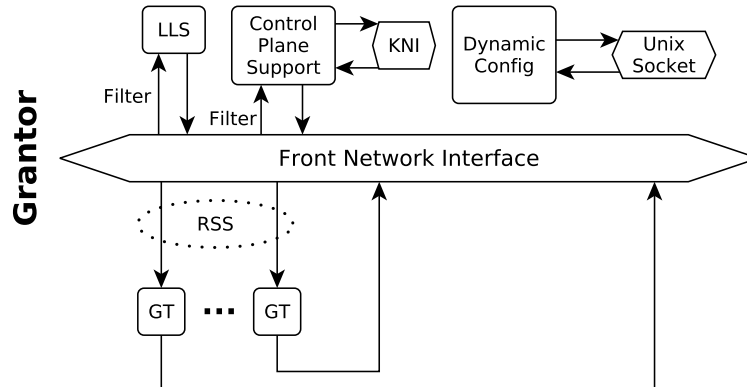 LLS
Control
Plane
Support
KNI
Dynamic
Config
Unix
Socket
Filter
Filter
Grantor
Front Network Interface
RSS
GT
...
GT